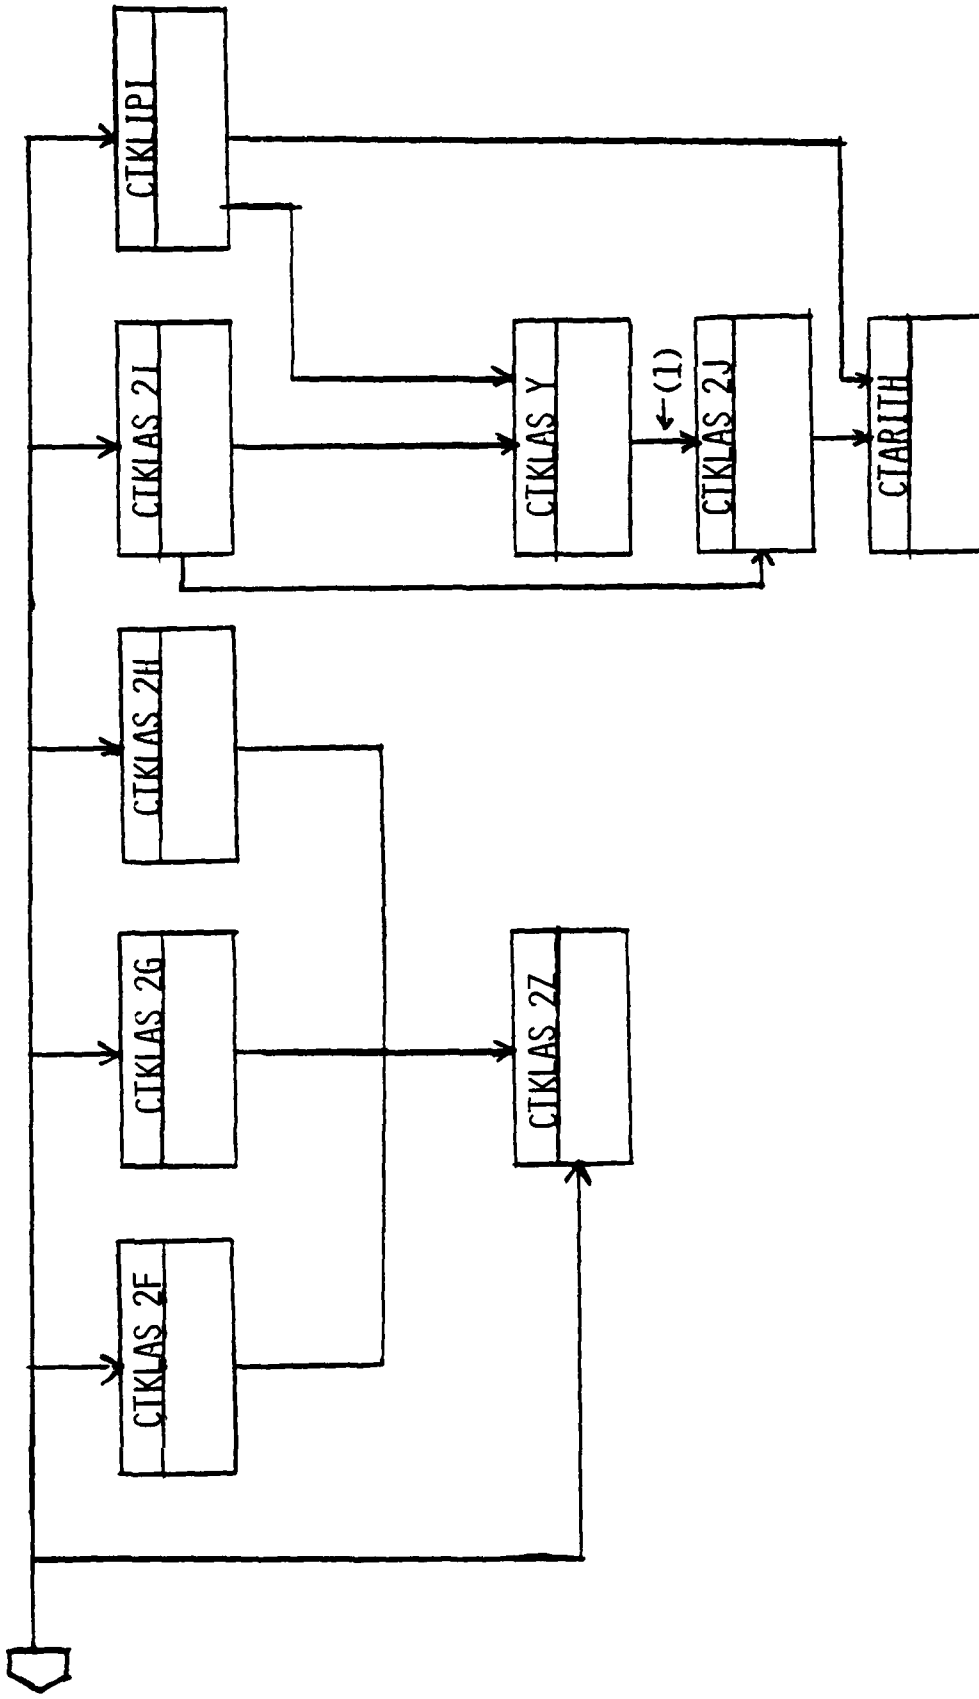 CTKLIPI
CTKLAS 2I
CTKLAS 2H
CTKLAS 2G
CTKLAS 2F
CTKLAS Y
CTKLAS 2Z
(1)
CTKLAS 2J
CTARITH